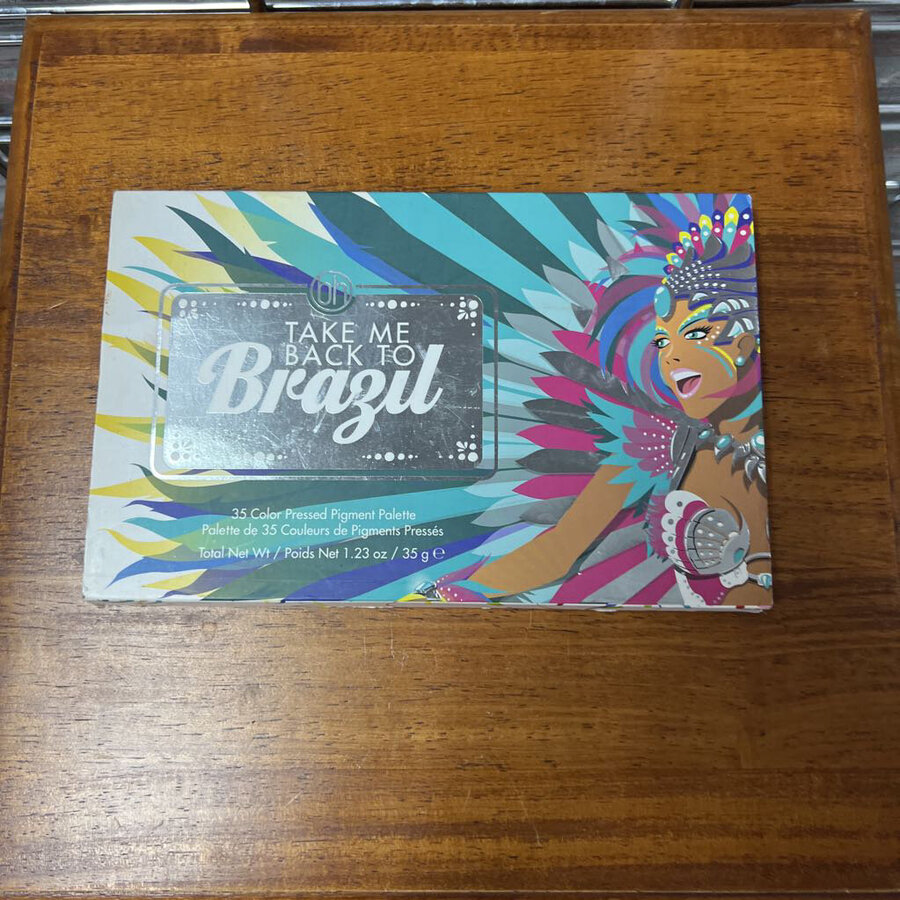 bh
TAKE ME
BACK TO
Brazil
35 Color Pressed Pigment Palette
Palette de 35 Couleurs de Pigments Pressés
Total Net Wt / Poids Net 1.23 oz / 35 g ℮